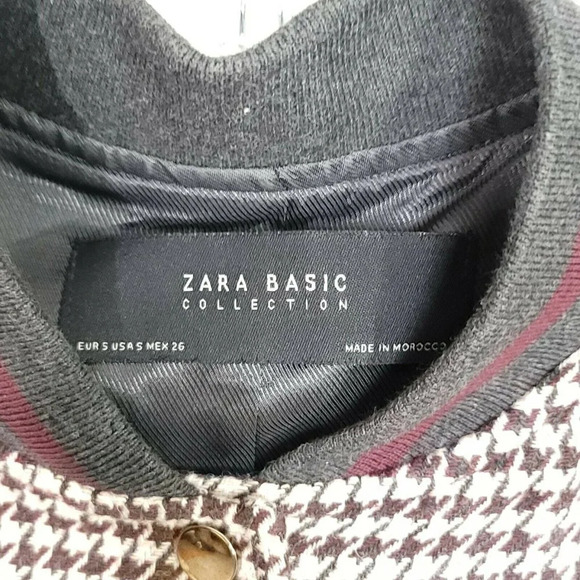 ZARA BASIC
COLLECTION
EUR S USA S MEX 26
MADE IN MOROCCO